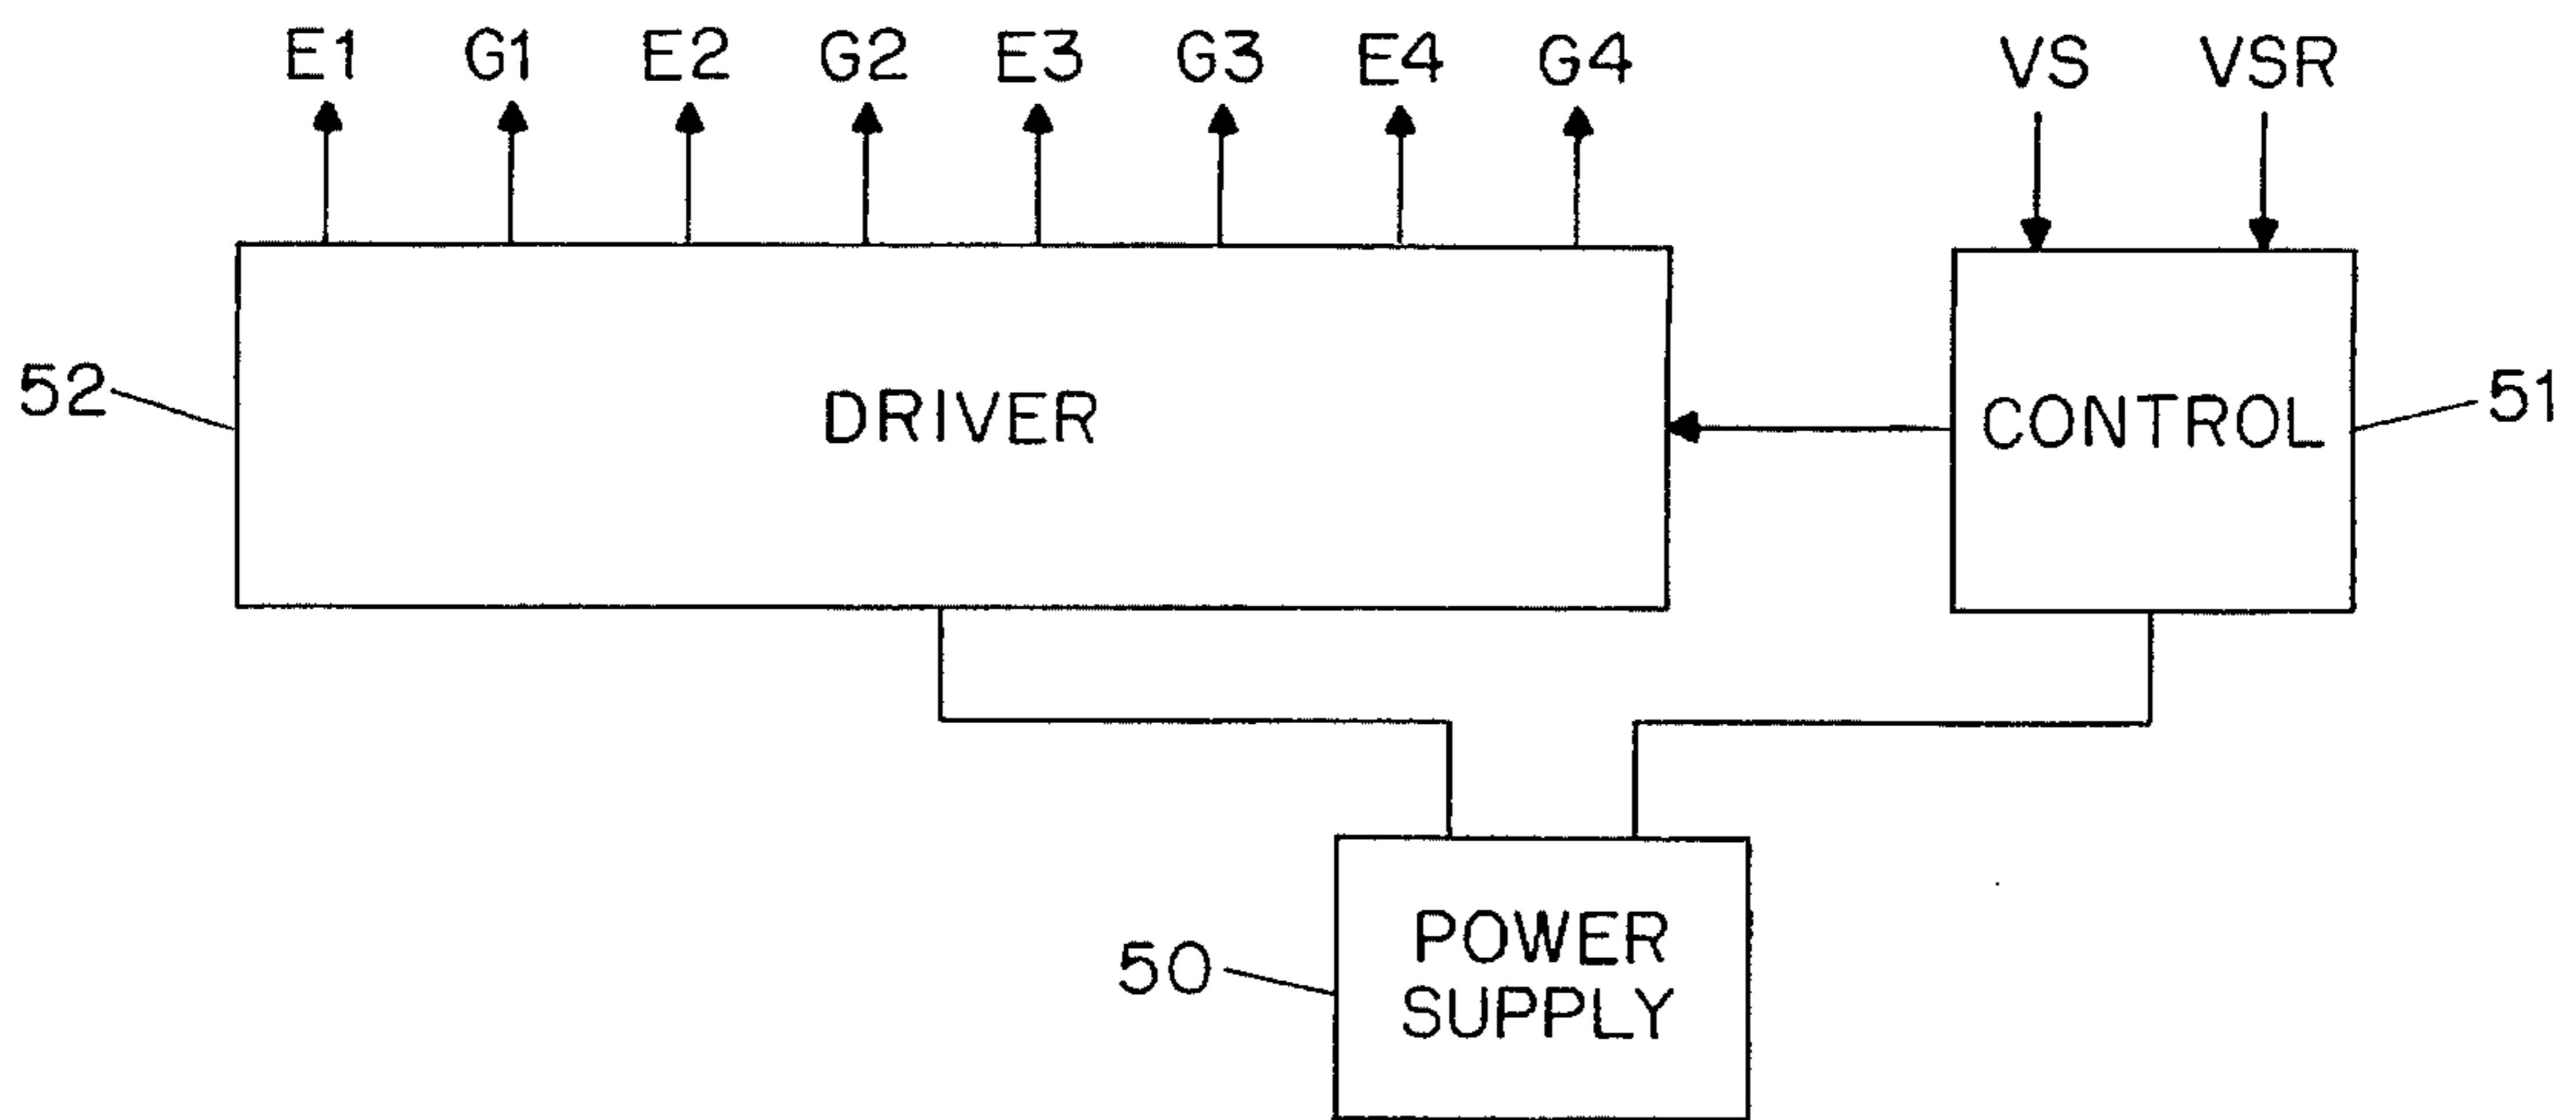 E1 G1 E2 G2 E3 G3 E4 G4 VS VSR
52 DRIVER CONTROL 51
50 POWER
SUPPLY